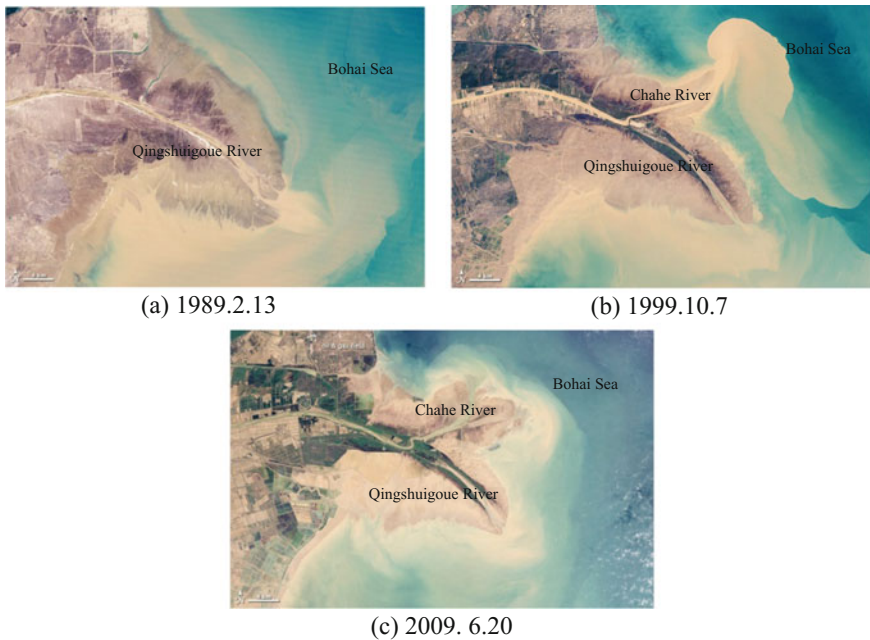 Bohai Sea
Qingshuigoue River
(a) 1989.2.13
Bohai Sea
Chahe River
Qingshuigoue River
(b) 1999.10.7
Bohai Sea
Chahe River
Qingshuigoue River
(c) 2009. 6.20